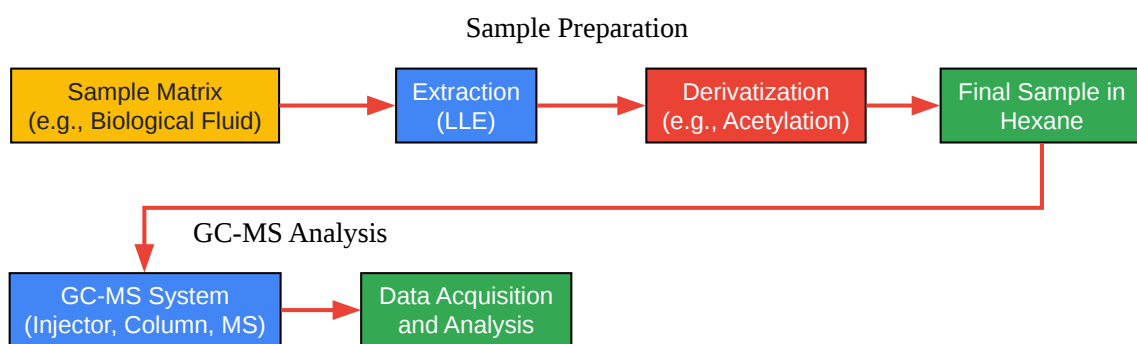 Sample Preparation
Sample Matrix
(e.g., Biological Fluid)
Extraction
(LLE)
Derivatization
(e.g., Acetylation)
Final Sample in
Hexane
GC-MS Analysis
GC-MS System
(Injector, Column, MS)
Data Acquisition
and Analysis